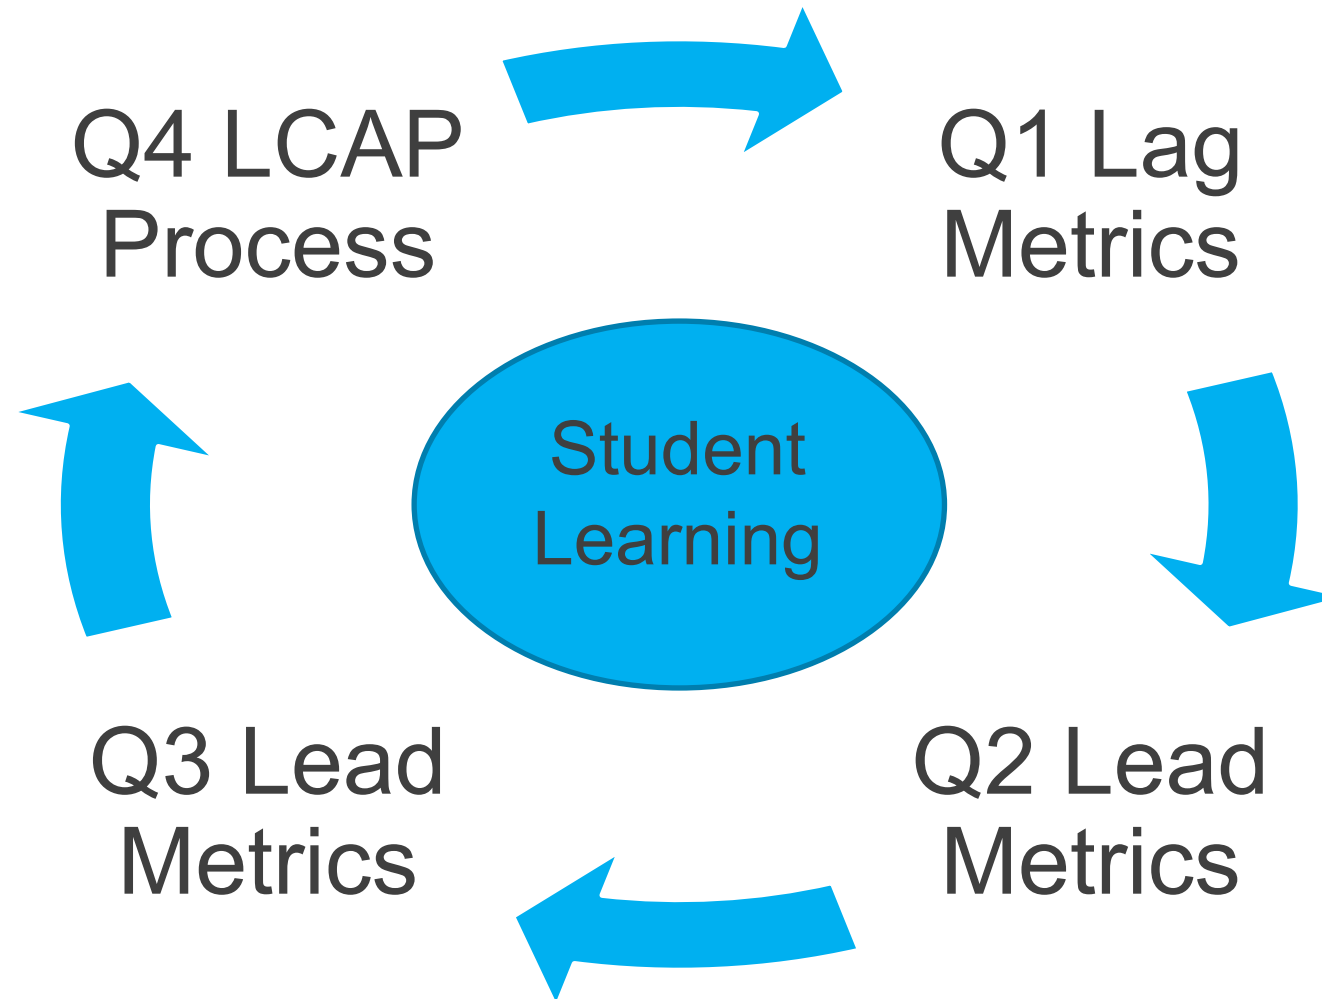 Q4 LCAP
Process
Q1 Lag
Metrics
Student
Learning
Q3 Lead
Metrics
Q2 Lead
Metrics